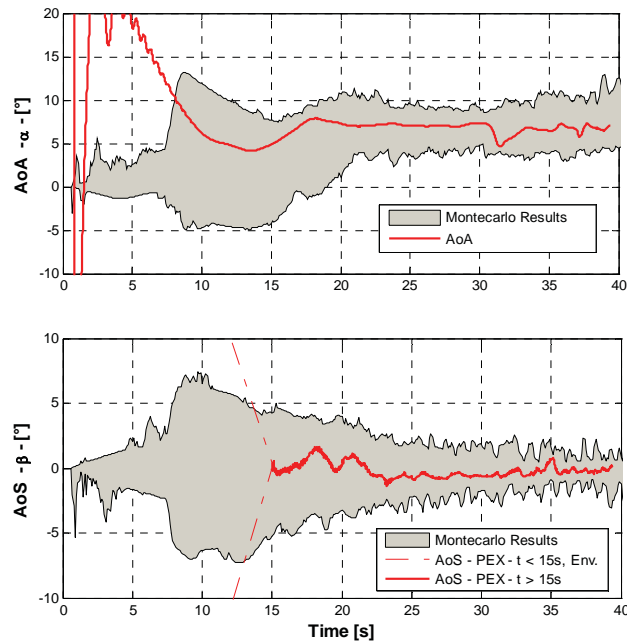 20
15
10
5
0
-5
-10
AoA - α - [°]
Montecarlo Results
AoA
0 5 10 15 20 25 30 35 40
10
5
0
-5
-10
AoS - β - [°]
Montecarlo Results
AoS - PEX - t < 15s, Env.
AoS - PEX - t > 15s
0 5 10 15 20 25 30 35 40
Time [s]